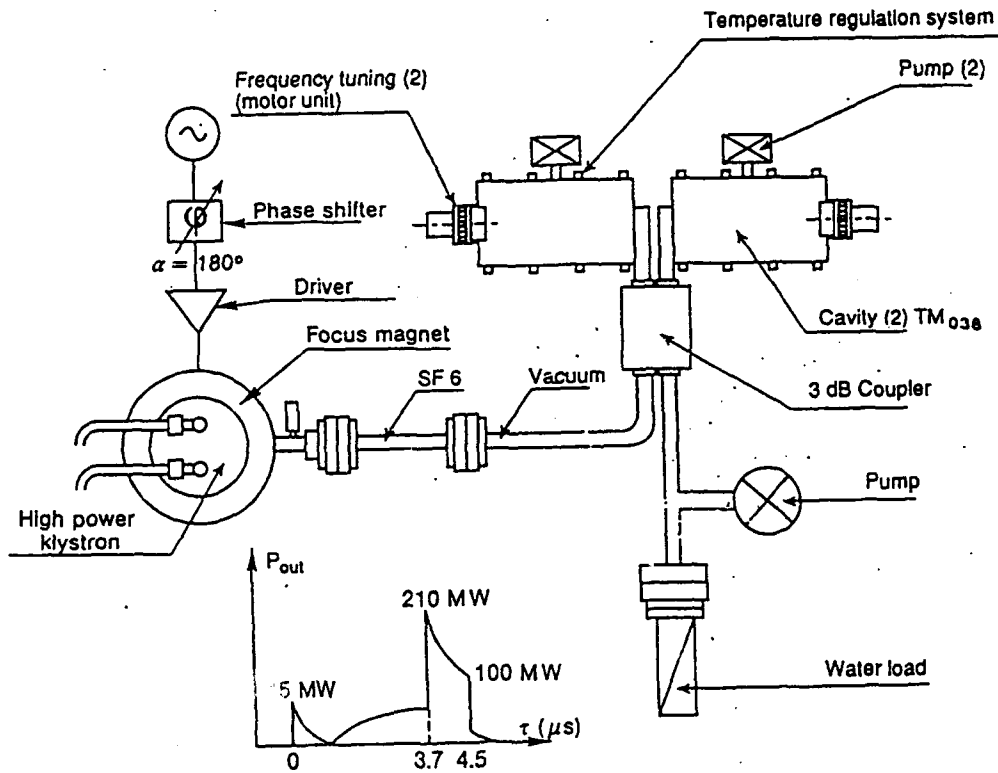 Temperature regulation system
Frequency tuning (2)
(motor unit)
Pump (2)
φ
Phase shifter
α = 180°
Driver
Focus magnet
SF 6
Vacuum
Cavity (2) TM₀₃₈
3 dB Coupler
High power
klystron
Pump
Pout
210 MW
5 MW
100 MW
Water load
τ (μs)
0
3.7
4.5